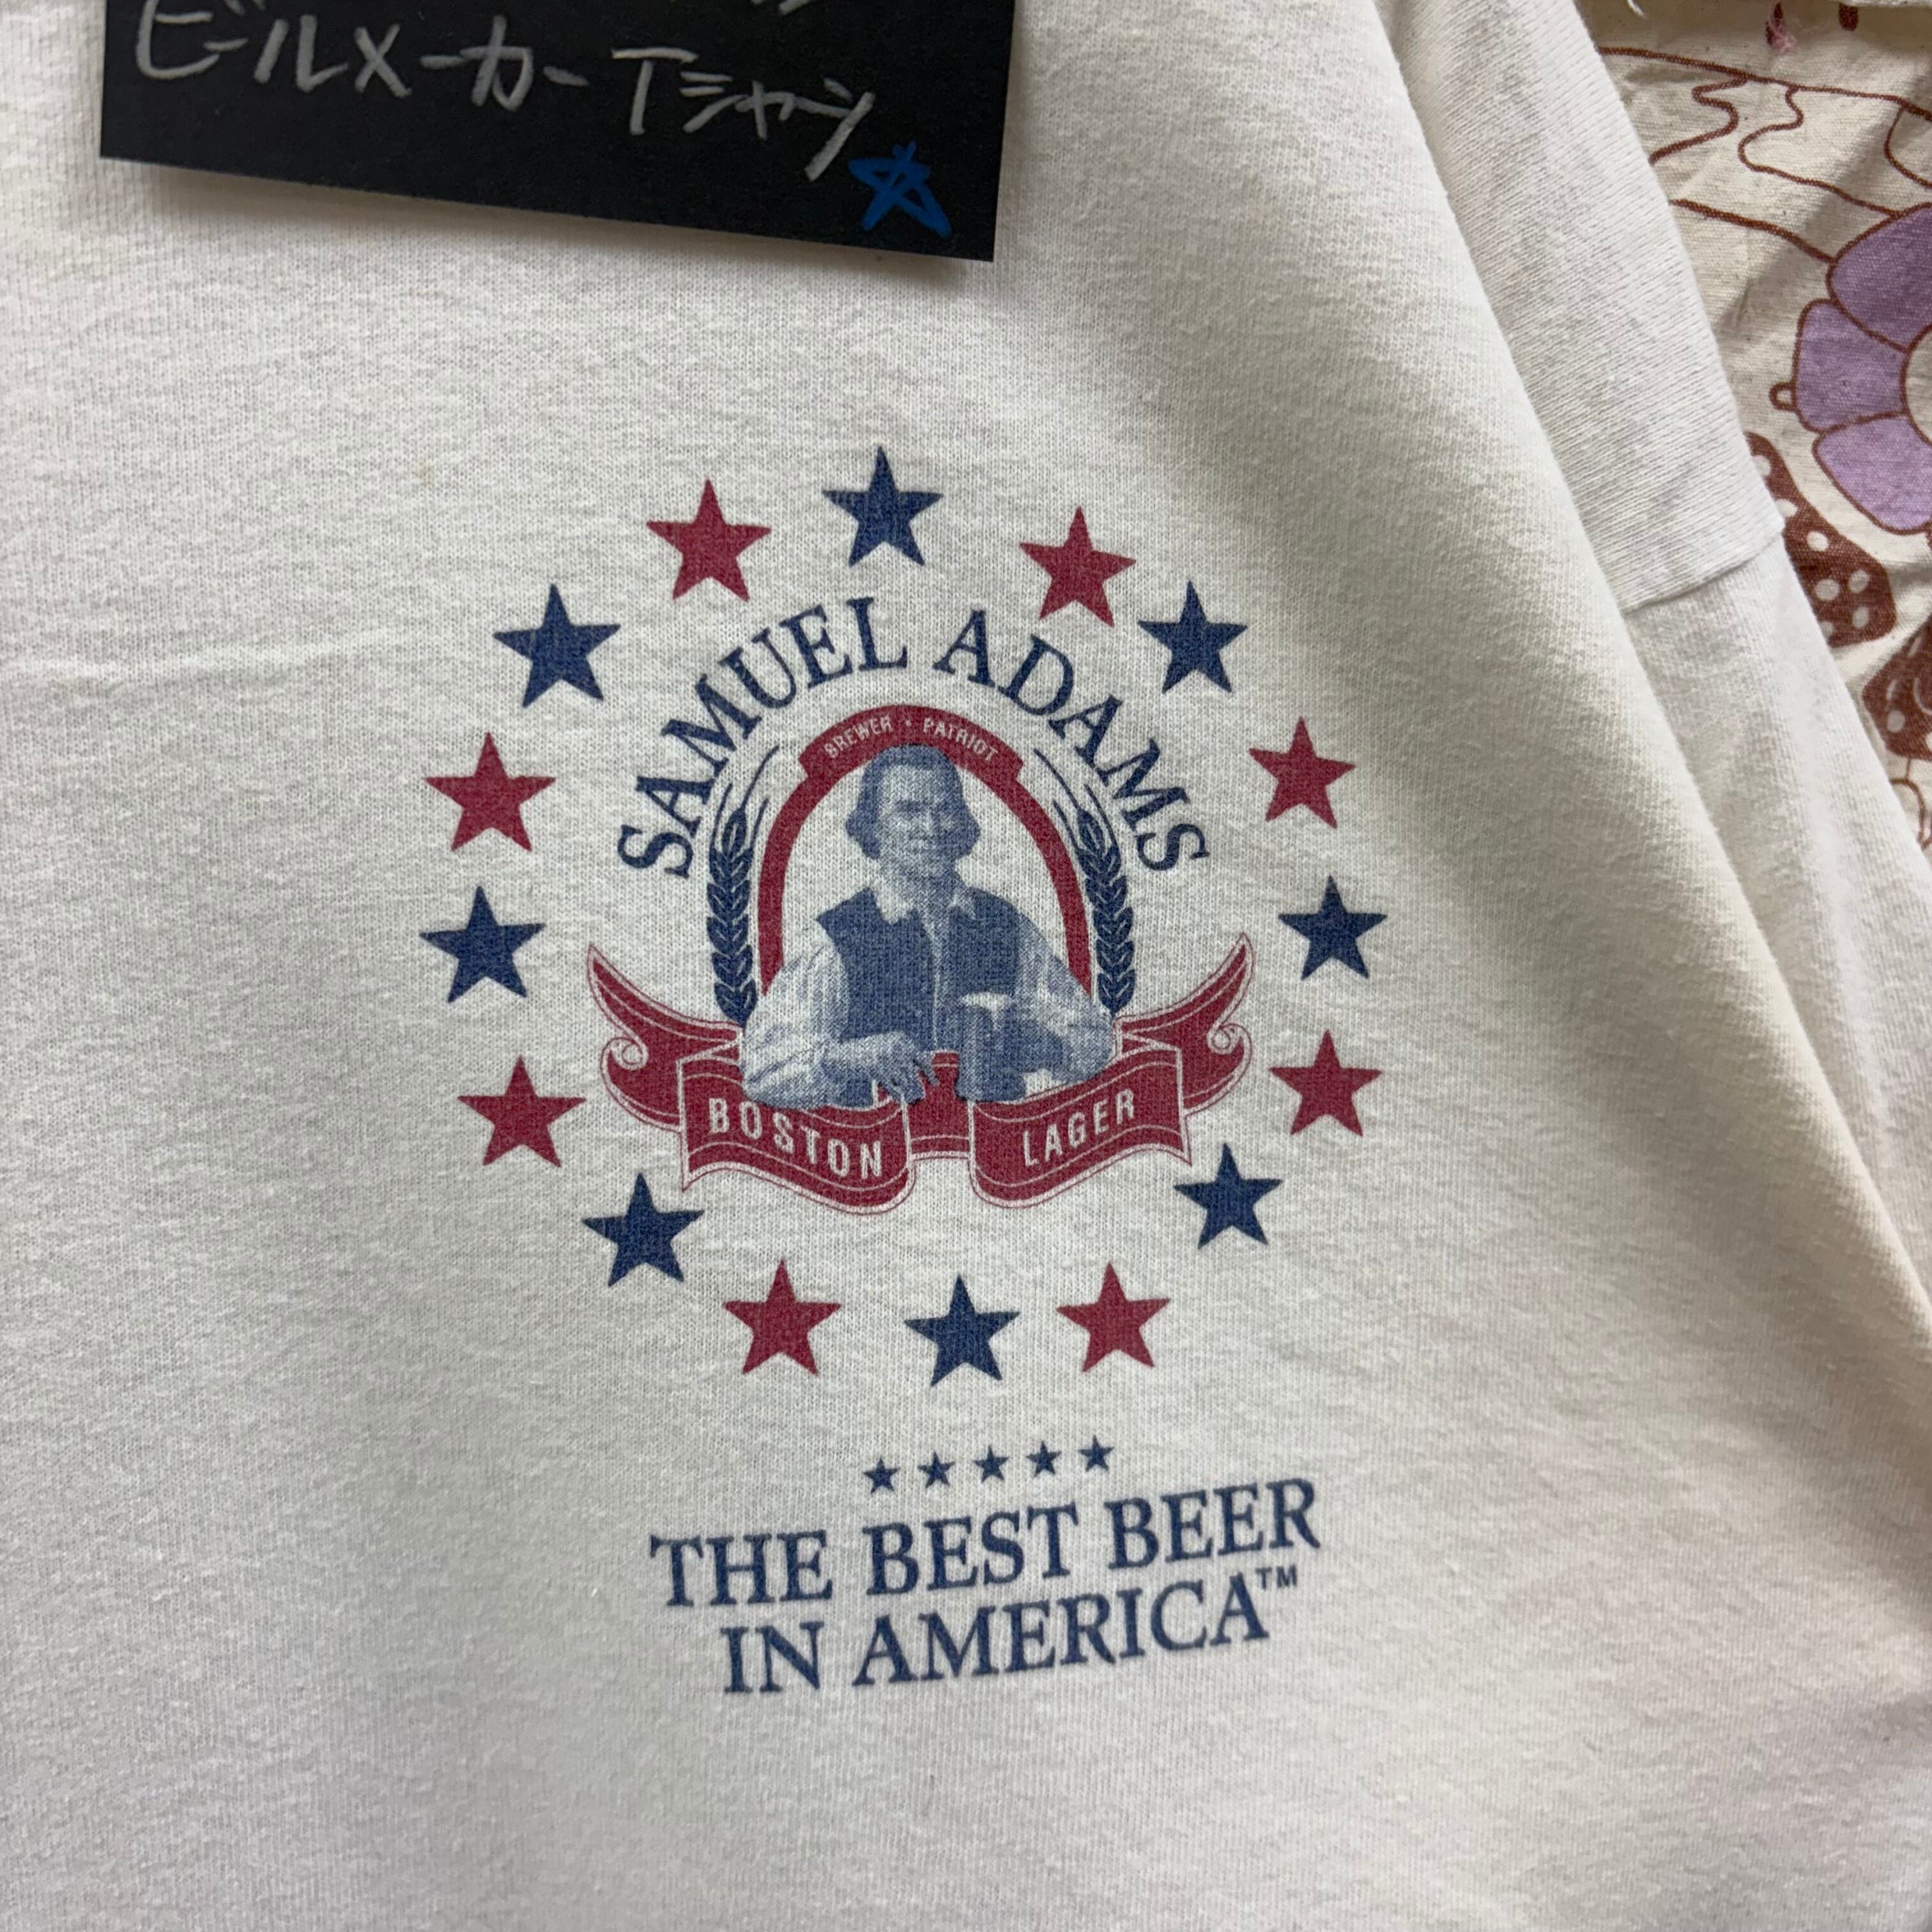 ビールメーカーTシャツ
SAMUEL ADAMS
BREWER • PATRIOT
BOSTON LAGER
THE BEST BEER
IN AMERICA™